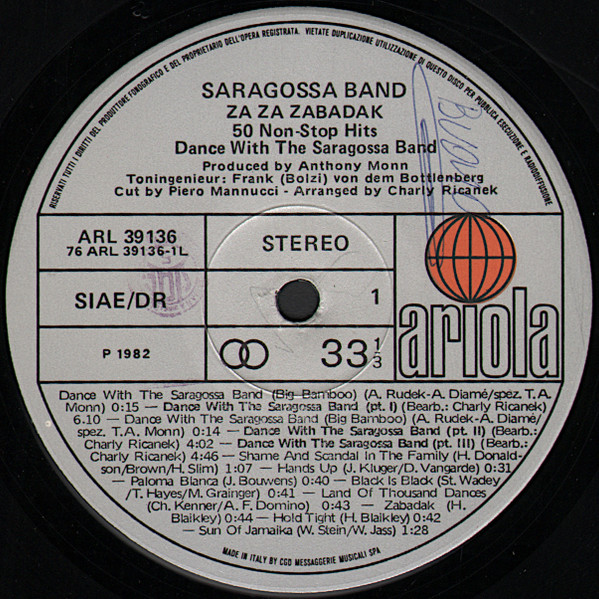 RISERVATI TUTTI I DIRITTI DEL PRODUTTORE FONOGRAFICO E DEL PROPRIETARIO DELL'OPERA REGISTRATA. VIETATE DUPLICAZIONE UTILIZZAZIONE DI QUESTO DISCO PER PUBBLICA ESECUZIONE E RADIODIFFUSIONE
SARAGOSSA BAND
ZA ZA ZABADAK
50 Non-Stop Hits
Dance With The Saragossa Band
Produced by Anthony Monn
Toningenieur: Frank (Bolzi) von dem Bottlenberg
Cut by Piero Mannucci - Arranged by Charly Ricanek
ARL 39136
76 ARL 39136-1L
STEREO
SIAE/DR
1
P 1982
33 1/3
ariola
Dance With The Saragossa Band (Big Bamboo) (A. Rudek-A. Diamé/spez. T. A.
Monn) 0:15 — Dance With The Saragossa Band (pt. I) (Bearb.: Charly Ricanek)
6.10 — Dance With The Saragossa Band (Big Bamboo) (A. Rudek-A. Diamé/
spez. T. A. Monn) 0:14 — Dance With The Saragossa Band (pt. II) (Bearb.:
Charly Ricanek) 4:02 — Dance With The Saragossa Band (pt. III) (Bearb.:
Charly Ricanek) 4:46 — Shame And Scandal In The Family (H. Donald-
son/Brown/H. Slim) 1:07 — Hands Up (J. Kluger/D. Vangarde) 0:31
— Paloma Blanca (J. Bouwens) 0:40 — Black Is Black (St. Wadey
/T. Hayes/M. Grainger) 0:41 — Land Of Thousand Dances
(Ch. Kenner/A. F. Domino) 0:43 — Zabadak (H.
Blaikley) 0:44 — Hold Tight (H. Blaikley) 0:42
— Sun Of Jamaika (W. Stein/W. Jass) 1:28
MADE IN ITALY BY CGD MESSAGGERIE MUSICALI SPA